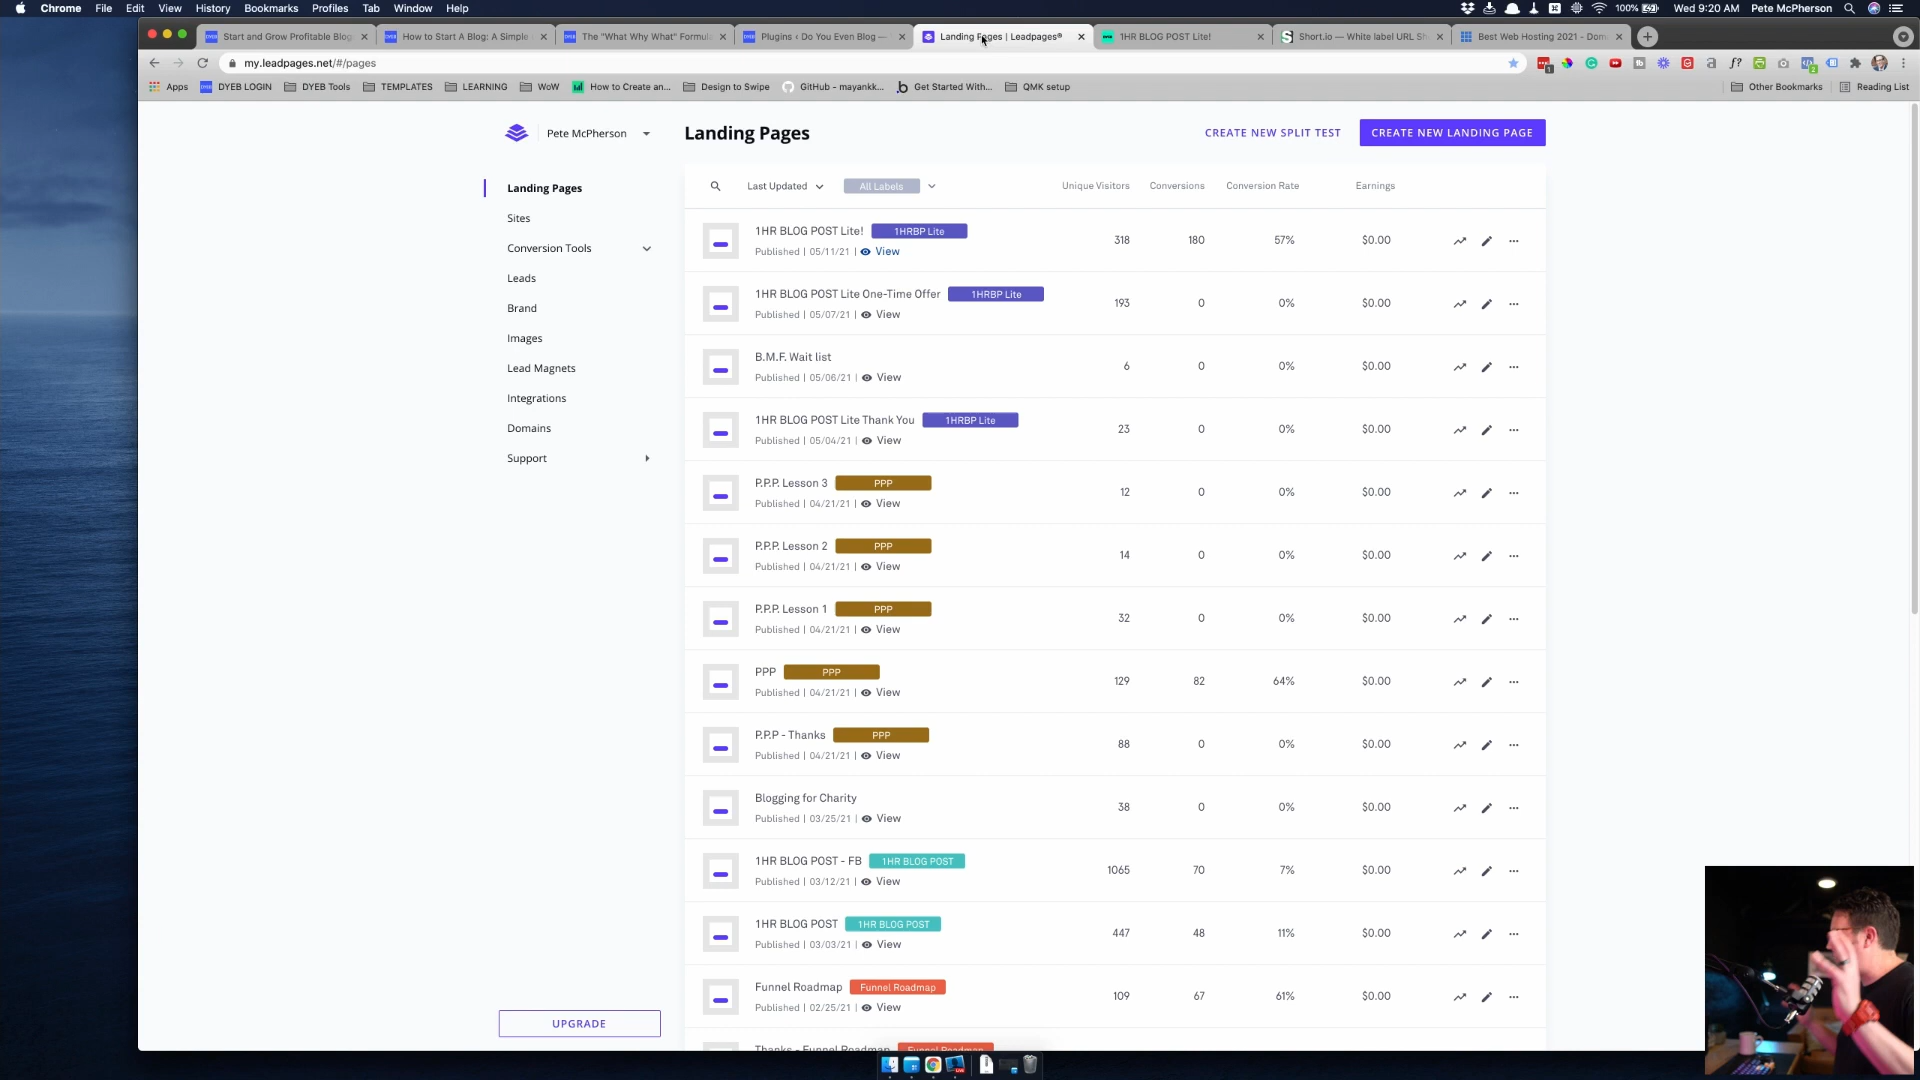 Chrome File Edit View History Bookmarks Profiles Tab Window Help 100% Wed 9:20 AM Pete McPherson
Start and Grow Profitable Blog
How to Start A Blog: A Simple
The "What Why What" Formul
Plugins ‹ Do You Even Blog —
Landing Pages | Leadpages®
1HR BLOG POST Lite!
Short.io — White label URL Sh
Best Web Hosting 2021 - Dom
my.leadpages.net/#/pages
Apps DYEB LOGIN DYEB Tools TEMPLATES LEARNING WoW How to Create an... Design to Swipe GitHub - mayankk... Get Started With... QMK setup Other Bookmarks Reading List
Pete McPherson
Landing Pages
CREATE NEW SPLIT TEST
CREATE NEW LANDING PAGE
Landing Pages
Sites
Conversion Tools
Leads
Brand
Images
Lead Magnets
Integrations
Domains
Support
UPGRADE
Last Updated All Labels Unique Visitors Conversions Conversion Rate Earnings
1HR BLOG POST Lite! 1HRBP Lite
Published | 05/11/21 | View
318 180 57% $0.00
1HR BLOG POST Lite One-Time Offer 1HRBP Lite
Published | 05/07/21 | View
193 0 0% $0.00
B.M.F. Wait list
Published | 05/06/21 | View
6 0 0% $0.00
1HR BLOG POST Lite Thank You 1HRBP Lite
Published | 05/04/21 | View
23 0 0% $0.00
P.P.P. Lesson 3 PPP
Published | 04/21/21 | View
12 0 0% $0.00
P.P.P. Lesson 2 PPP
Published | 04/21/21 | View
14 0 0% $0.00
P.P.P. Lesson 1 PPP
Published | 04/21/21 | View
32 0 0% $0.00
PPP PPP
Published | 04/21/21 | View
129 82 64% $0.00
P.P.P - Thanks PPP
Published | 04/21/21 | View
88 0 0% $0.00
Blogging for Charity
Published | 03/25/21 | View
38 0 0% $0.00
1HR BLOG POST - FB 1HR BLOG POST
Published | 03/12/21 | View
1065 70 7% $0.00
1HR BLOG POST 1HR BLOG POST
Published | 03/03/21 | View
447 48 11% $0.00
Funnel Roadmap Funnel Roadmap
Published | 02/25/21 | View
109 67 61% $0.00
Thanks - Funnel Roadmap Funnel Roadmap